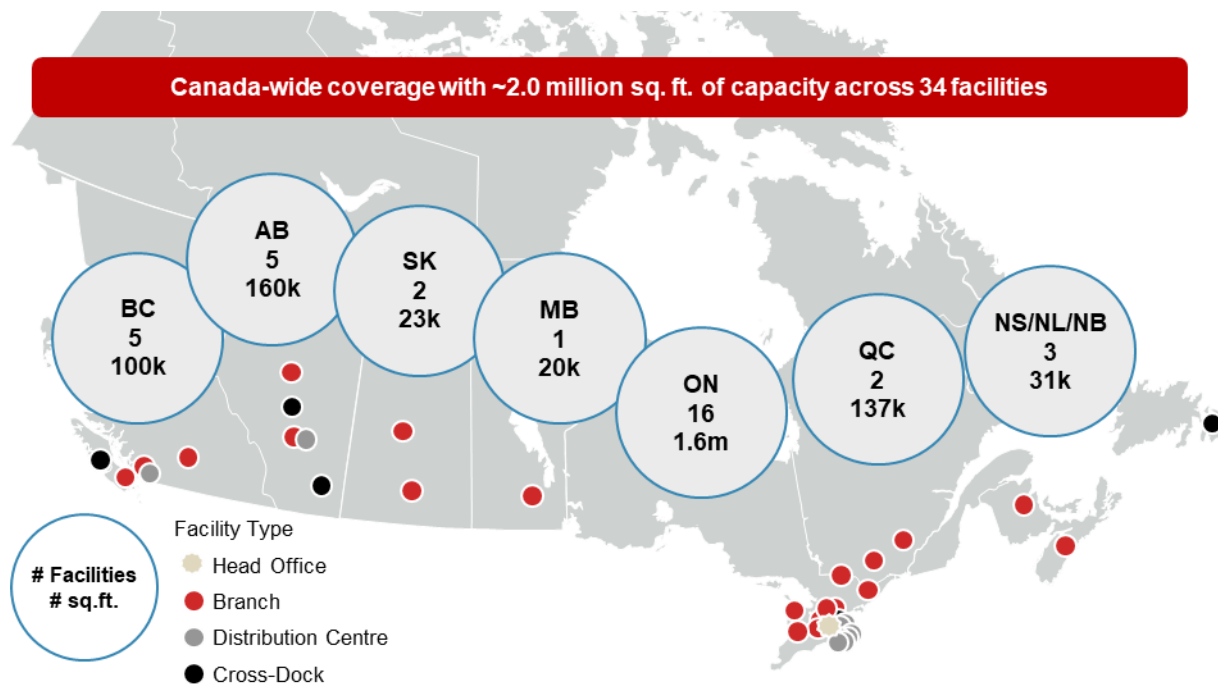 Canada-wide coverage with ~2.0 million sq. ft. of capacity across 34 facilities
BC
5
100k
AB
5
160k
SK
2
23k
MB
1
20k
ON
16
1.6m
QC
2
137k
NS/NL/NB
3
31k
# Facilities
# sq.ft.
Facility Type
Head Office
Branch
Distribution Centre
Cross-Dock